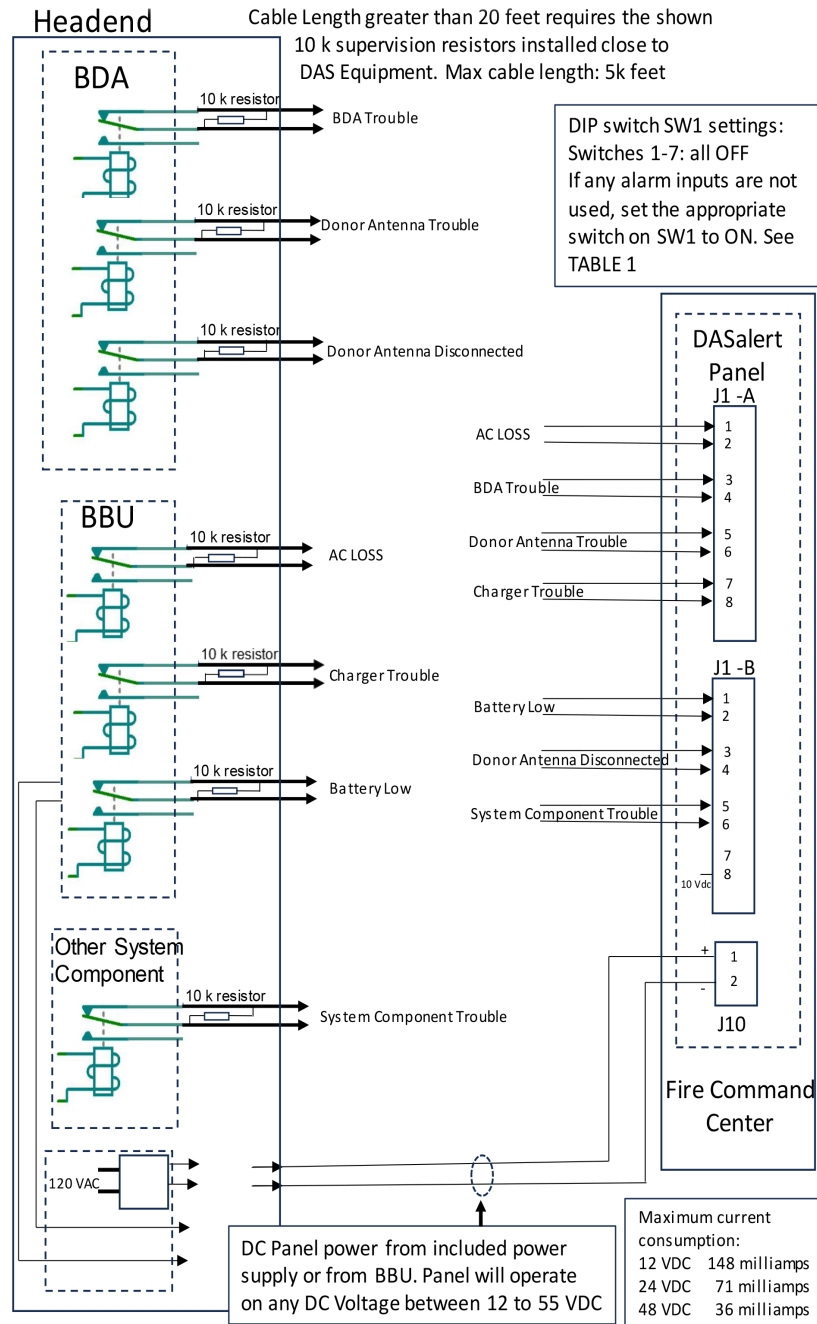 Headend
Cable Length greater than 20 feet requires the shown
10 k supervision resistors installed close to
DAS Equipment. Max cable length: 5k feet
BDA
10 k resistor
BDA Trouble
10 k resistor
Donor Antenna Trouble
10 k resistor
Donor Antenna Disconnected
DIP switch SW1 settings:
Switches 1-7: all OFF
If any alarm inputs are not
used, set the appropriate
switch on SW1 to ON. See
TABLE 1
BBU
10 k resistor
AC LOSS
10 k resistor
Charger Trouble
10 k resistor
Battery Low
Other System
Component
10 k resistor
System Component Trouble
120 VAC
DASalert
Panel
J1 -A
AC LOSS
1
2
BDA Trouble
3
4
Donor Antenna Trouble
5
6
Charger Trouble
7
8
J1 -B
Battery Low
1
2
Donor Antenna Disconnected
3
4
System Component Trouble
5
6
7
8
10 Vdc
+
1
2
-
J10
Fire Command
Center
DC Panel power from included power
supply or from BBU. Panel will operate
on any DC Voltage between 12 to 55 VDC
Maximum current
consumption:
12 VDC 148 milliamps
24 VDC 71 milliamps
48 VDC 36 milliamps